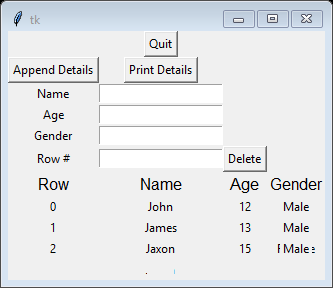 tk
Quit
Append Details Print Details
Name
Age
Gender
Row # Delete
Row Name Age Gender
0 John 12 Male
1 James 13 Male
2 Jaxon 15 Male